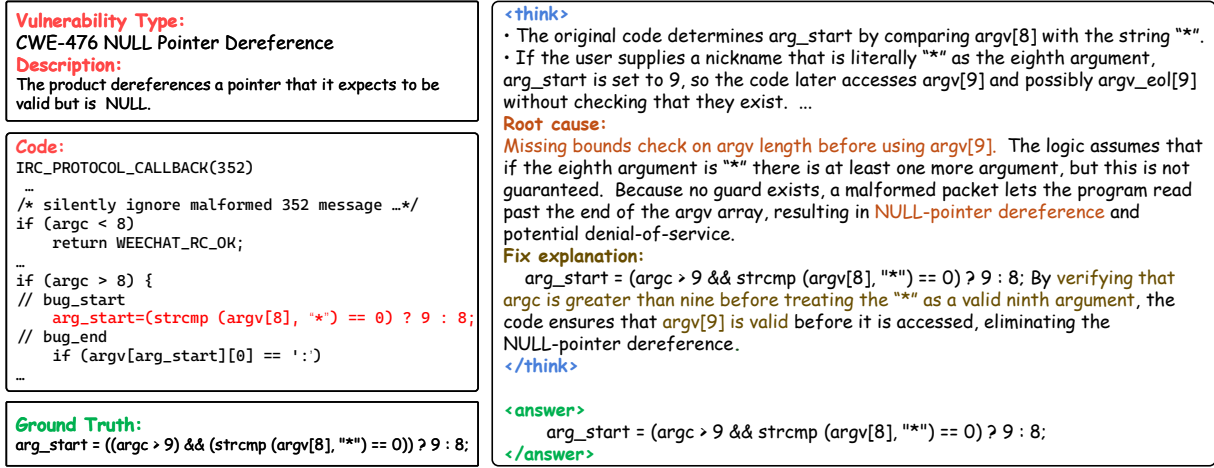 Vulnerability Type:
CWE-476 NULL Pointer Dereference
Description:
The product dereferences a pointer that it expects to be
valid but is NULL.
Code:
IRC_PROTOCOL_CALLBACK(352)
…
/* silently ignore malformed 352 message …*/
if (argc < 8)
    return WEECHAT_RC_OK;
…
if (argc > 8) {
// bug_start
    arg_start=(strcmp (argv[8], “*”) == 0) ? 9 : 8;
// bug_end
    if (argv[arg_start][0] == ':')
…
Ground Truth:
arg_start = ((argc > 9) && (strcmp (argv[8], "*") == 0)) ? 9 : 8;
<think>
• The original code determines arg_start by comparing argv[8] with the string “*”.
• If the user supplies a nickname that is literally “*” as the eighth argument,
arg_start is set to 9, so the code later accesses argv[9] and possibly argv_eol[9]
without checking that they exist. ...
Root cause:
Missing bounds check on argv length before using argv[9]. The logic assumes that
if the eighth argument is “*” there is at least one more argument, but this is not
guaranteed. Because no guard exists, a malformed packet lets the program read
past the end of the argv array, resulting in NULL-pointer dereference and
potential denial-of-service.
Fix explanation:
arg_start = (argc > 9 && strcmp (argv[8], "*") == 0) ? 9 : 8; By verifying that
argc is greater than nine before treating the “*” as a valid ninth argument, the
code ensures that argv[9] is valid before it is accessed, eliminating the
NULL-pointer dereference.
</think>
<answer>
arg_start = (argc > 9 && strcmp (argv[8], "*") == 0) ? 9 : 8;
</answer>